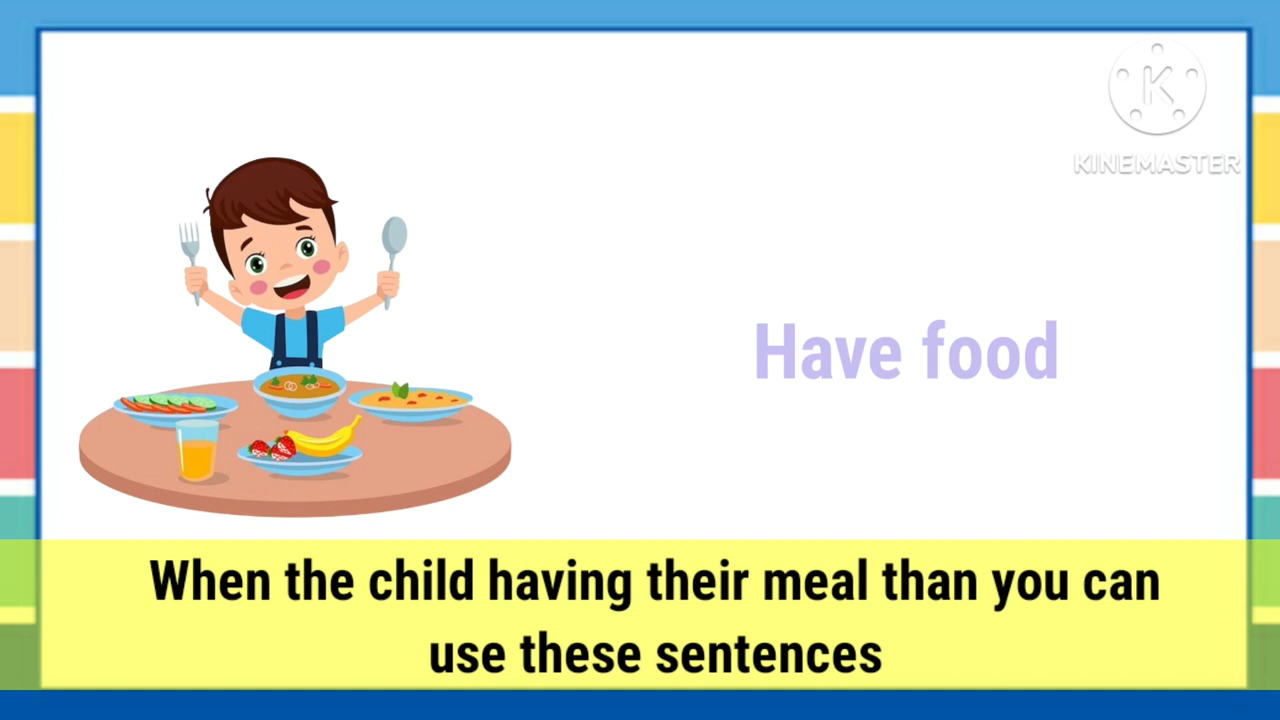 K
KINEMASTER
Have food
When the child having their meal than you can
use these sentences